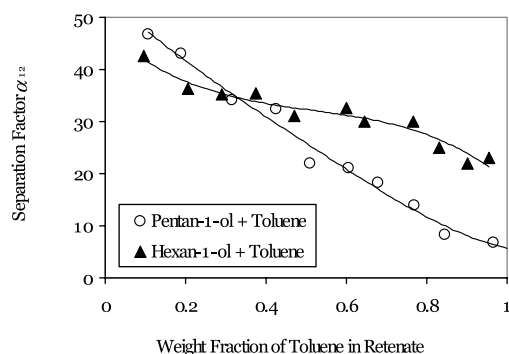 50
40
30
20
10
0
Separation Factor α12
Pentan-1-ol + Toluene
Hexan-1-ol + Toluene
0 0.2 0.4 0.6 0.8 1
Weight Fraction of Toluene in Retenate